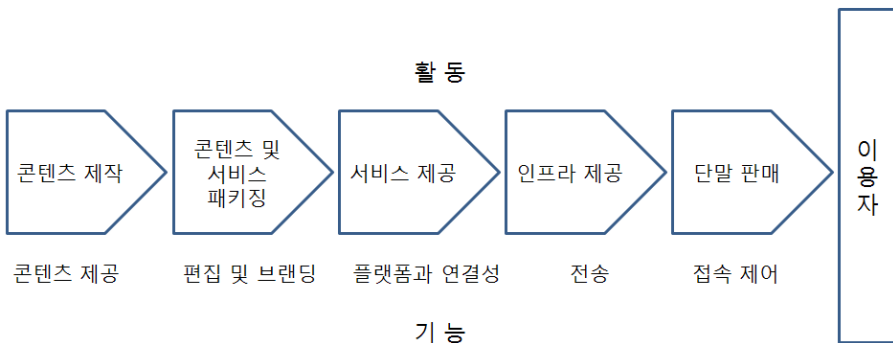 활 동
콘텐츠 제작
콘텐츠 및
서비스
패키징
서비스 제공
인프라 제공
단말 판매
이
용
자
콘텐츠 제공
편집 및 브랜딩
플랫폼과 연결성
전송
접속 제어
기 능